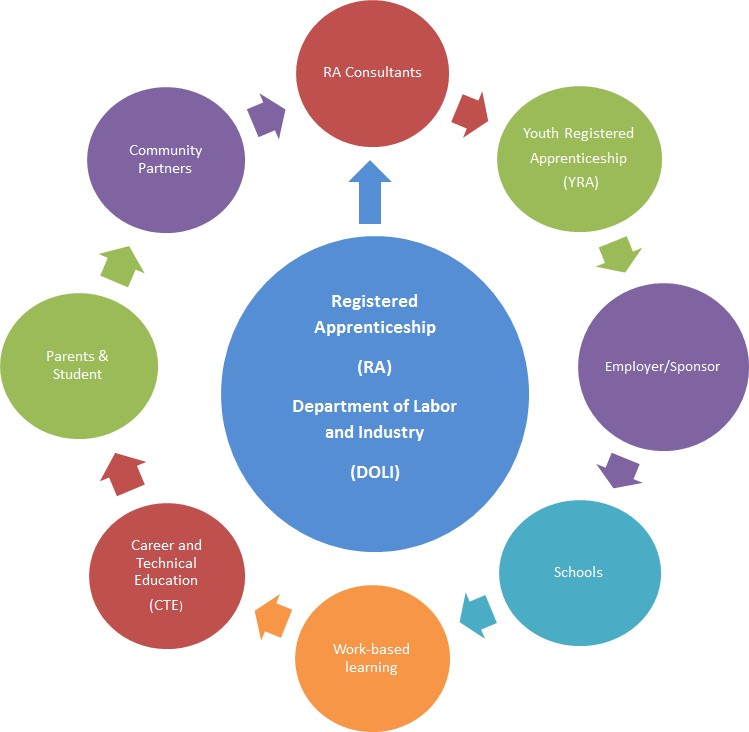 RA Consultants
Youth Registered
Apprenticeship
(YRA)
Employer/Sponsor
Schools
Work-based
learning
Career and
Technical
Education
(CTE)
Parents &
Student
Community
Partners
Registered
Apprenticeship
(RA)
Department of Labor
and Industry
(DOLI)